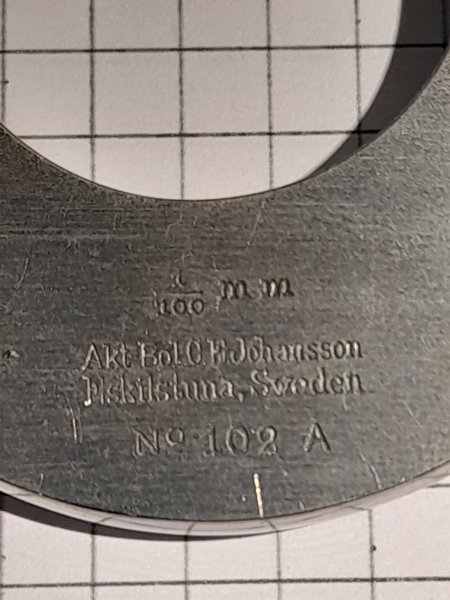 1/100 mm
Akt Bol. C E Johansson
Eskilstuna, Sweden
No 102 A